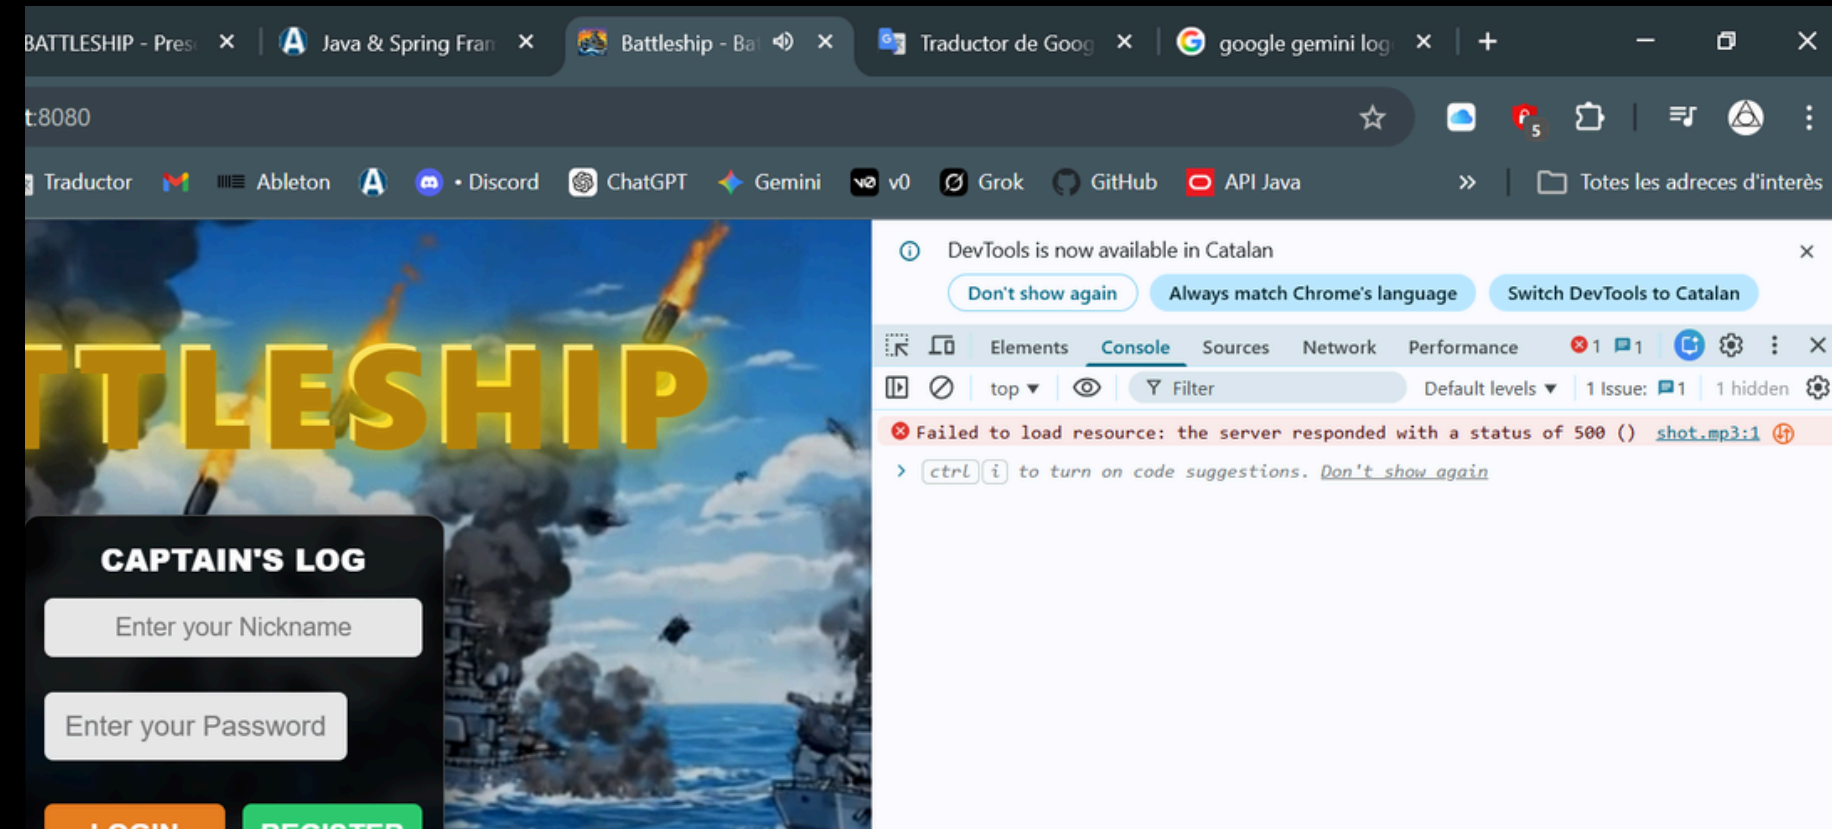 BATTLESHIP - Pres
Java & Spring Fran
Battleship - Bat
Traductor de Goog
google gemini log
t:8080
5
Traductor
Ableton
• Discord
ChatGPT
Gemini
v0
Grok
GitHub
API Java
»
Totes les adreces d'interès
DevTools is now available in Catalan
Don't show again
Always match Chrome's language
Switch DevTools to Catalan
Elements
Console
Sources
Network
Performance
1
1
top
Filter
Default levels
1 Issue:
1
1 hidden
Failed to load resource: the server responded with a status of 500 () shot.mp3:1
ctrl i to turn on code suggestions. Don't show again
TTLESHIP
CAPTAIN'S LOG
Enter your Nickname
Enter your Password
LOGIN
REGISTER